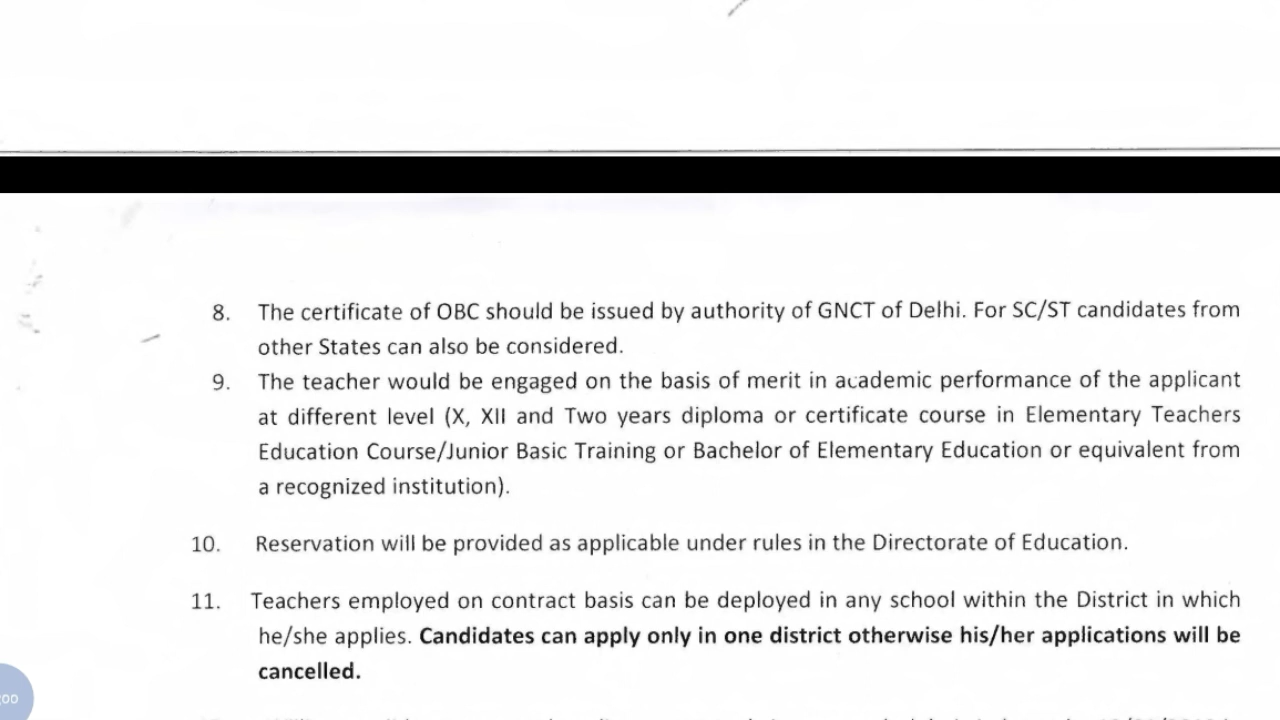 8. The certificate of OBC should be issued by authority of GNCT of Delhi. For SC/ST candidates from
other States can also be considered.
9. The teacher would be engaged on the basis of merit in academic performance of the applicant
at different level (X, XII and Two years diploma or certificate course in Elementary Teachers
Education Course/Junior Basic Training or Bachelor of Elementary Education or equivalent from
a recognized institution).
10. Reservation will be provided as applicable under rules in the Directorate of Education.
11. Teachers employed on contract basis can be deployed in any school within the District in which
he/she applies. Candidates can apply only in one district otherwise his/her applications will be
cancelled.